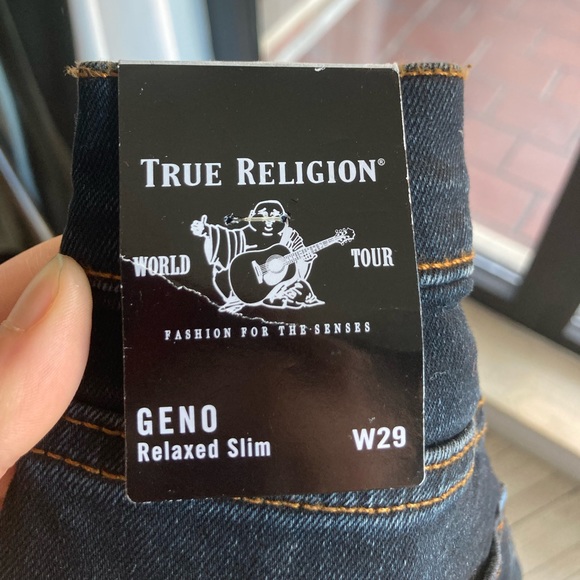 TRUE RELIGION®
WORLD TOUR
FASHION FOR THE SENSES
GENO
Relaxed Slim W29